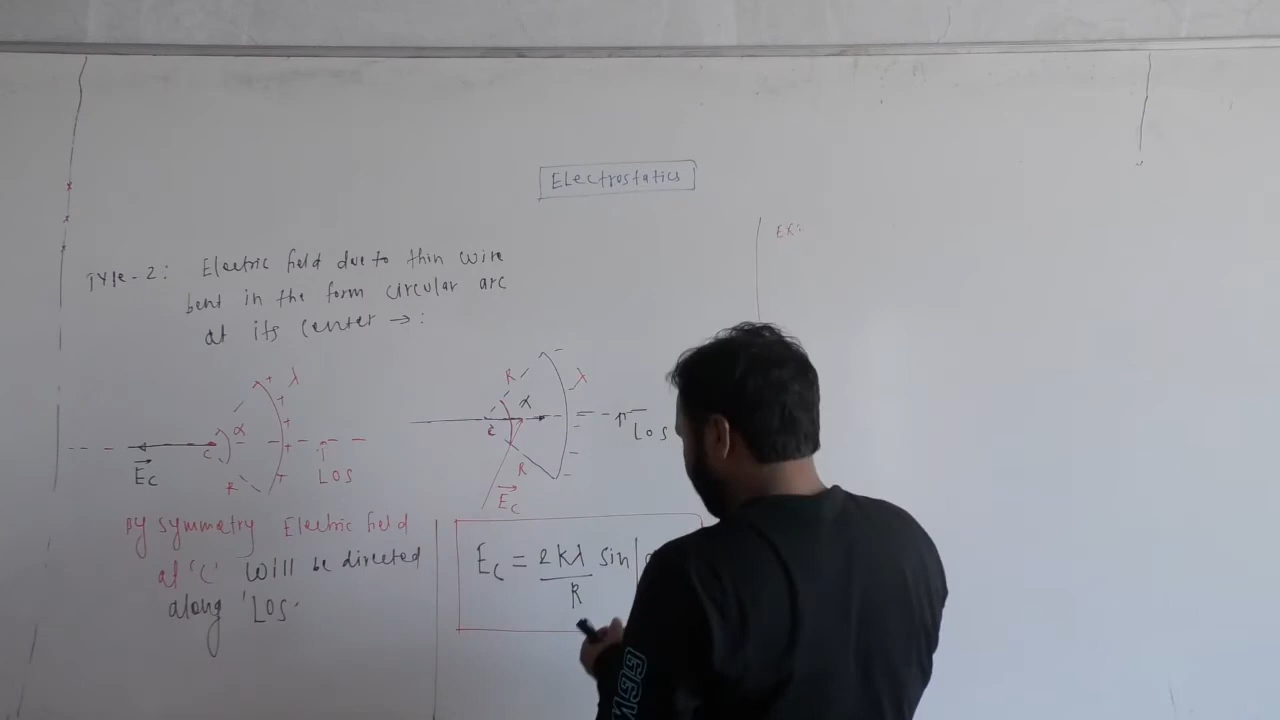 Electrostatics
Ex:
TYPe-2: Electric field due to thin wire
bent in the form circular arc
at its center →:
λ
α
C
R
LOS
E⃗c
R
λ
α
c
LOS
R
E⃗c
By symmetry Electric field
at 'C' will be directed
along 'LOS'
Ec = 2kλ/R sin